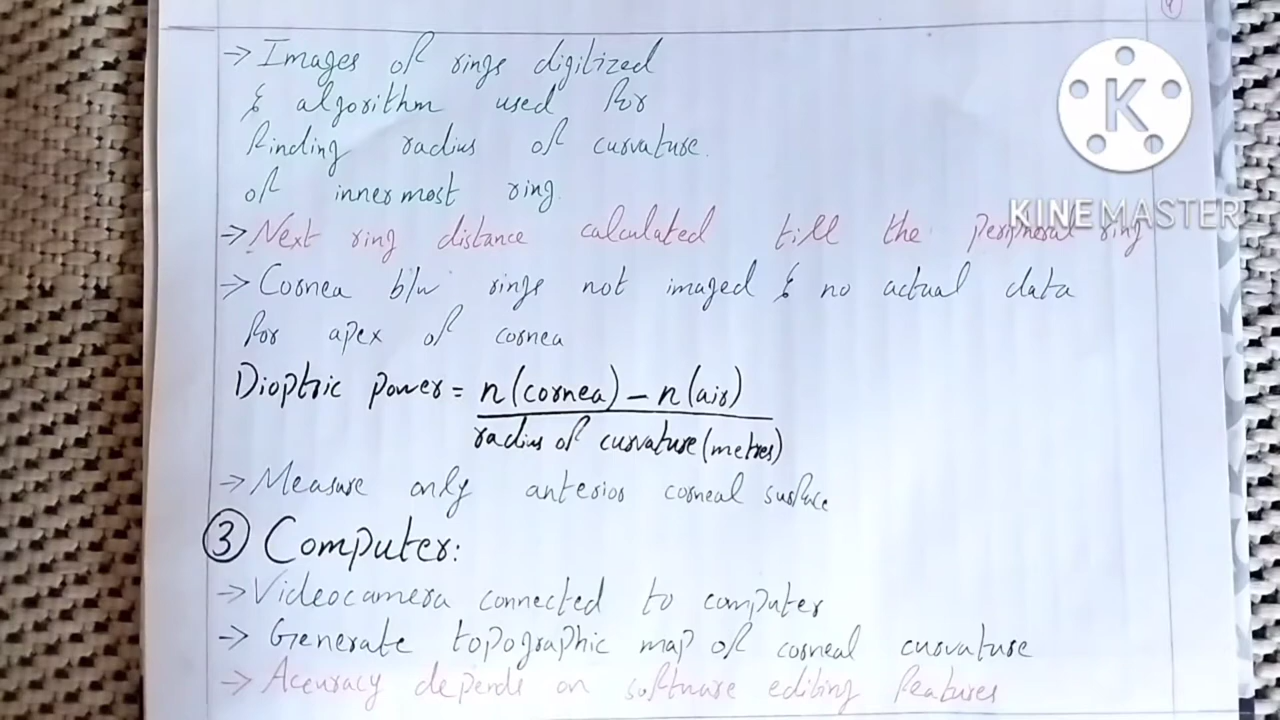 → Images of rings digitized
& algorithm used for
finding radius of curvature.
of innermost ring.
→ Next ring distance calculated till the peripheral ring
→ Cornea b/w rings not imaged & no actual data
for apex of cornea
Dioptric power = n(cornea) – n(air)
radius of curvature (metres)
→ Measure only anterior corneal surface
③ Computer:
→ Videocamera connected to computer
→ Generate topographic map of corneal curvature
→ Accuracy depends on software editing features
K
KINEMASTER